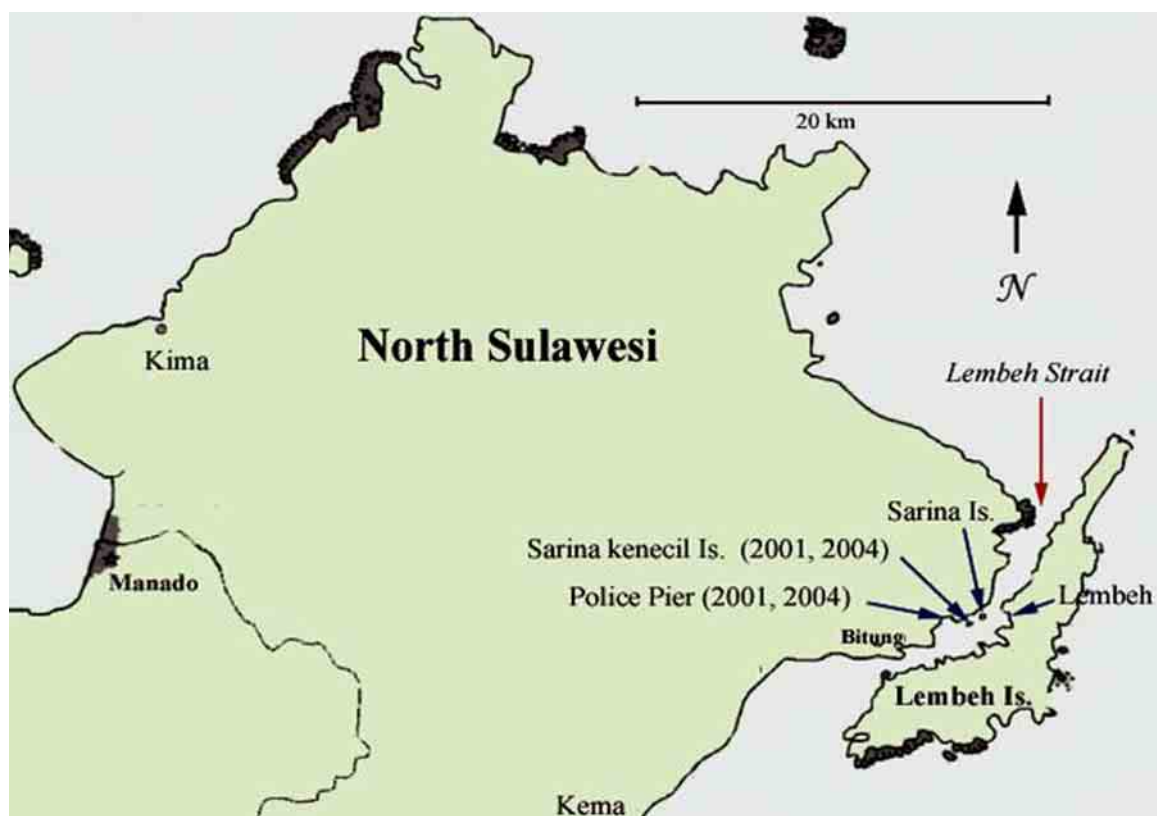 20 km
N
North Sulawesi
Kima
Lembeh Strait
Sarina Is.
Sarina kenecil Is. (2001, 2004)
Manado
Police Pier (2001, 2004)
Lembeh
Bitung
Lembeh Is.
Kema